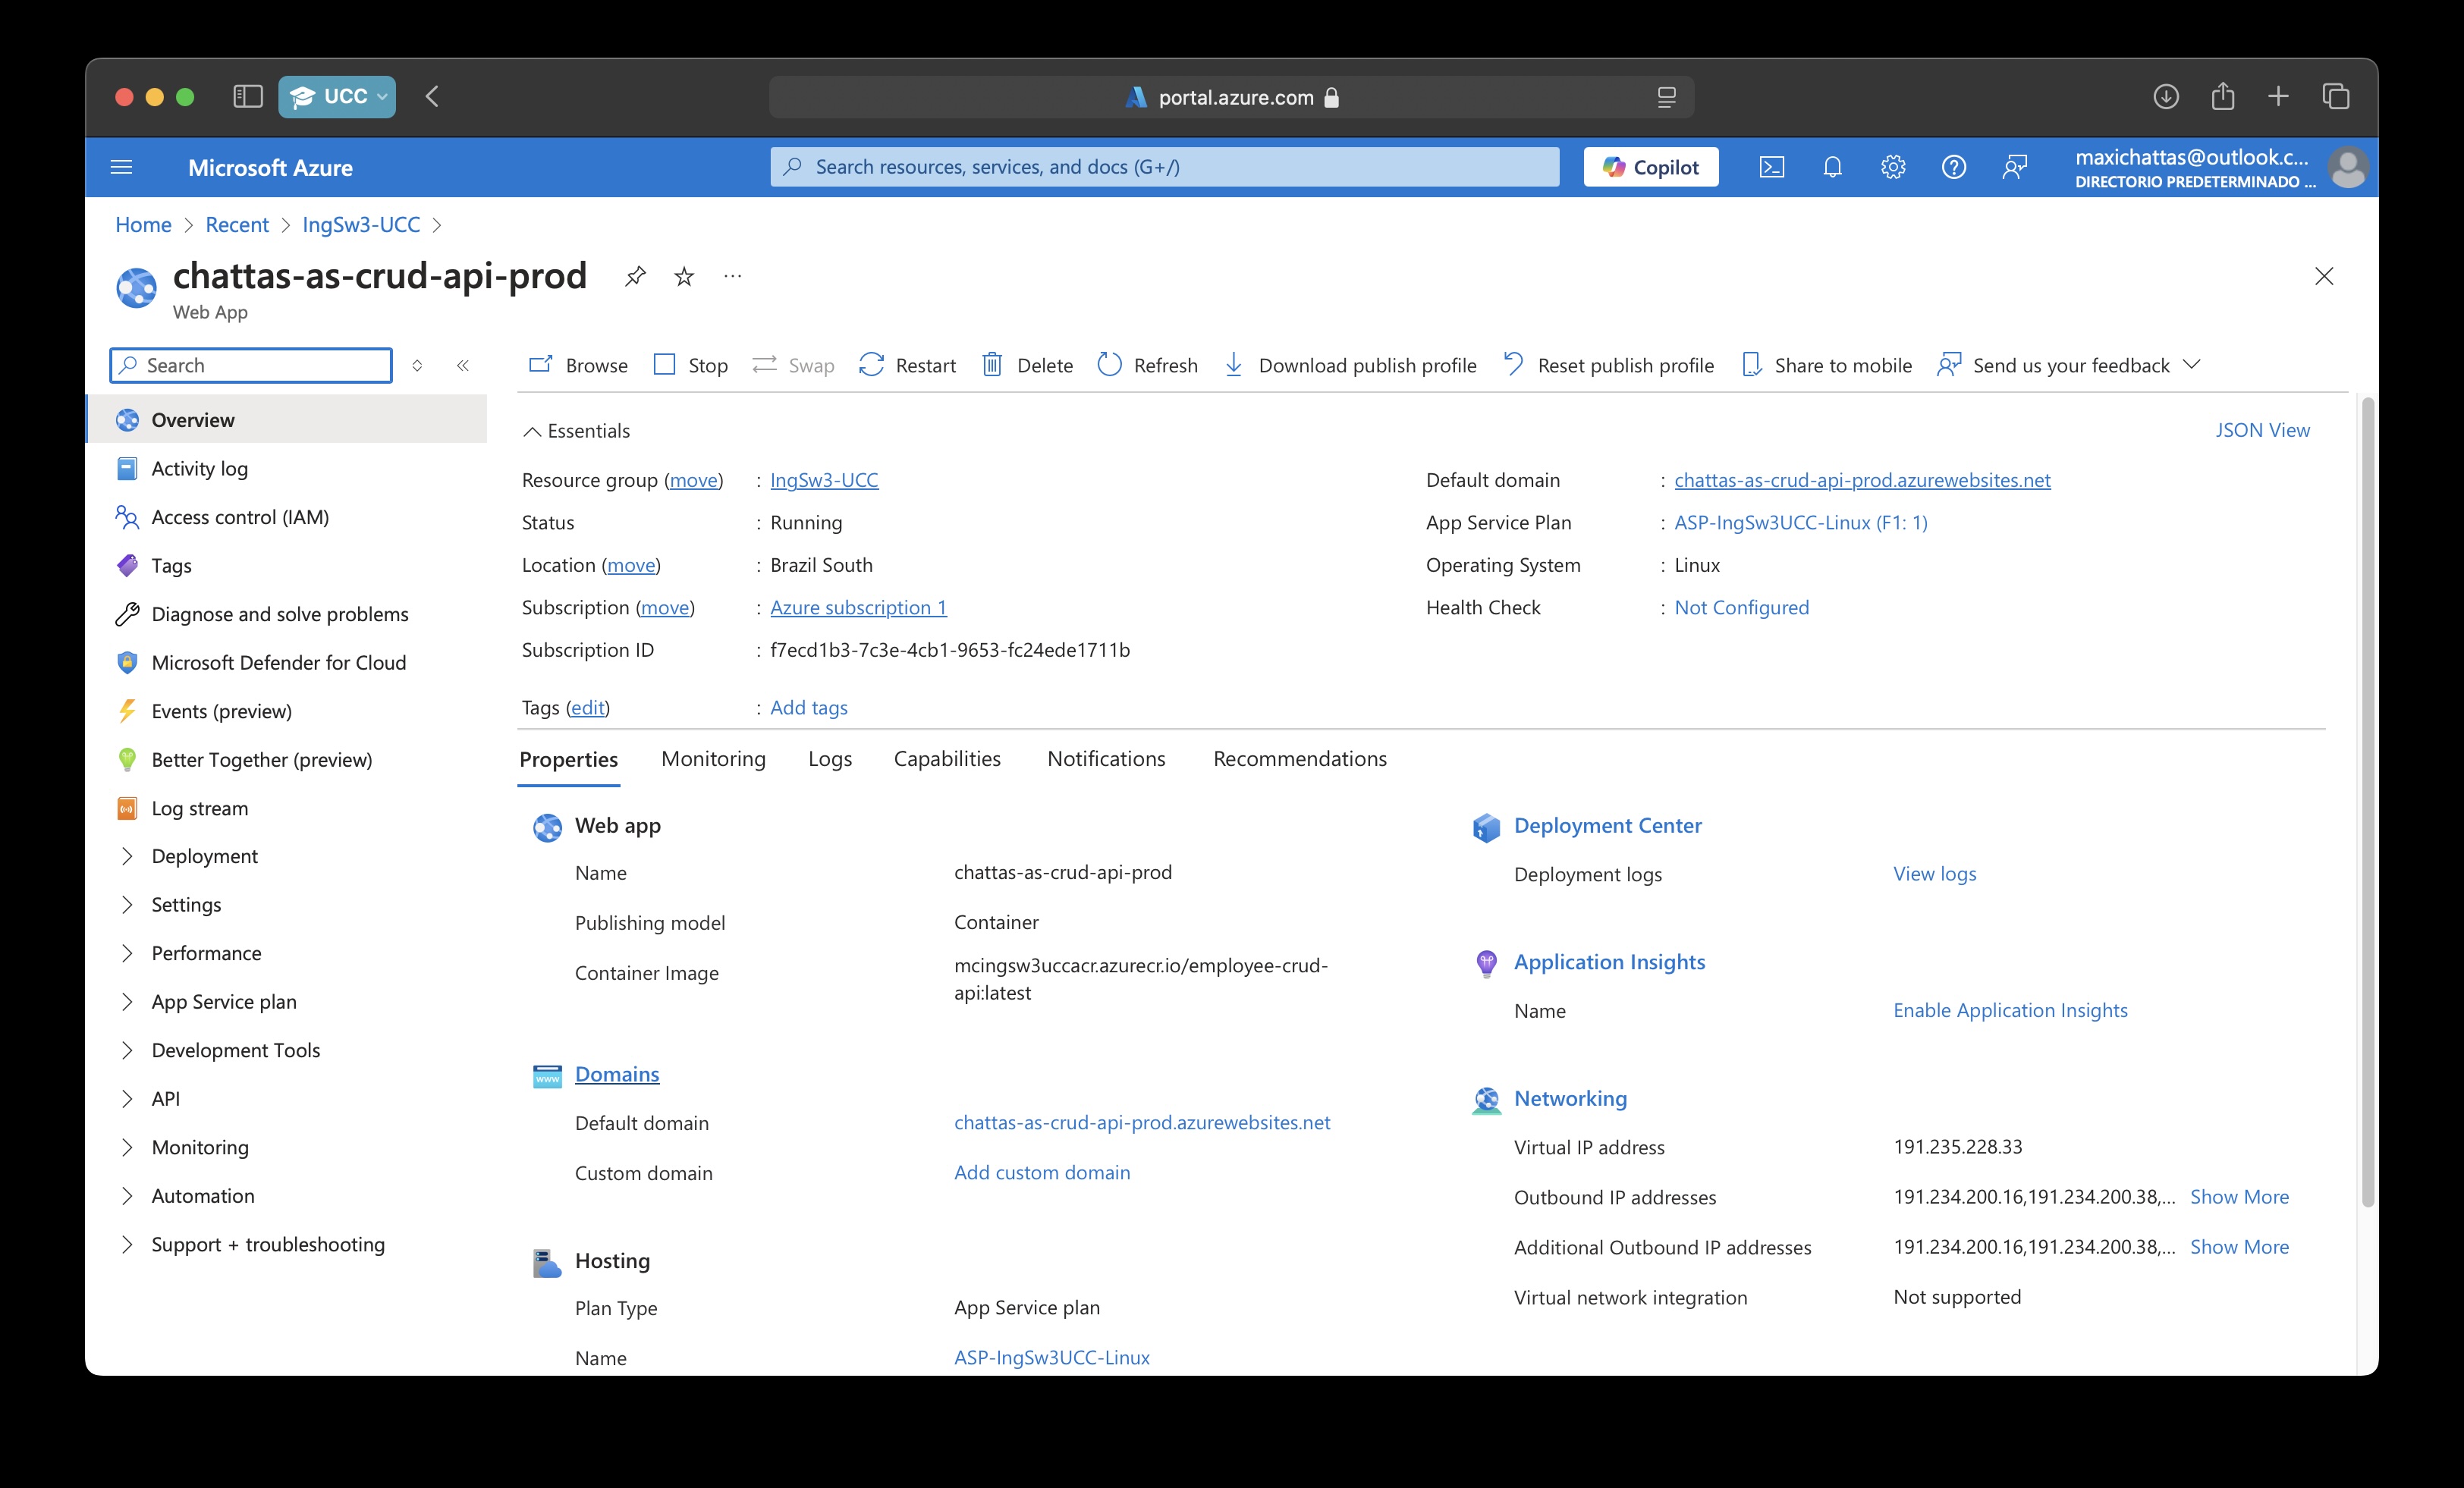 UCC
portal.azure.com
Microsoft Azure
Search resources, services, and docs (G+/)
Copilot
maxichattas@outlook.c...
DIRECTORIO PREDETERMINADO ...
Home > Recent > IngSw3-UCC >
chattas-as-crud-api-prod
...
Web App
Search
Browse Stop Swap Restart Delete Refresh Download publish profile Reset publish profile Share to mobile Send us your feedback
Overview
Activity log
Access control (IAM)
Tags
Diagnose and solve problems
Microsoft Defender for Cloud
Events (preview)
Better Together (preview)
Log stream
Deployment
Settings
Performance
App Service plan
Development Tools
API
Monitoring
Automation
Support + troubleshooting
Essentials
JSON View
Resource group (move) : IngSw3-UCC
Status : Running
Location (move) : Brazil South
Subscription (move) : Azure subscription 1
Subscription ID : f7ecd1b3-7c3e-4cb1-9653-fc24ede1711b
Tags (edit) : Add tags
Default domain : chattas-as-crud-api-prod.azurewebsites.net
App Service Plan : ASP-IngSw3UCC-Linux (F1: 1)
Operating System : Linux
Health Check : Not Configured
Properties Monitoring Logs Capabilities Notifications Recommendations
Web app
Name chattas-as-crud-api-prod
Publishing model Container
Container Image mcingsw3uccacr.azurecr.io/employee-crud-
api:latest
www
Domains
Default domain chattas-as-crud-api-prod.azurewebsites.net
Custom domain Add custom domain
Hosting
Plan Type App Service plan
Name ASP-IngSw3UCC-Linux
Deployment Center
Deployment logs View logs
Application Insights
Name Enable Application Insights
Networking
Virtual IP address 191.235.228.33
Outbound IP addresses 191.234.200.16,191.234.200.38,... Show More
Additional Outbound IP addresses 191.234.200.16,191.234.200.38,... Show More
Virtual network integration Not supported